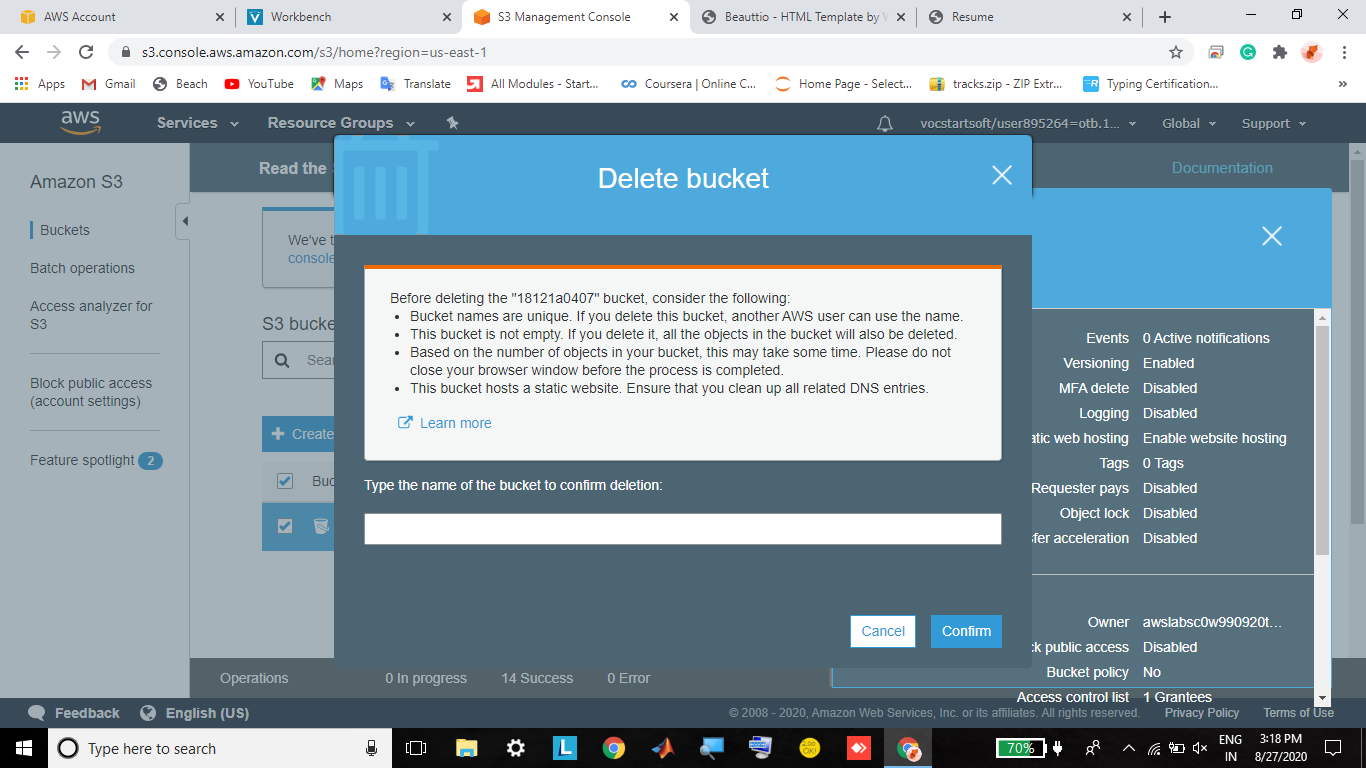 AWS Account
Workbench
S3 Management Console
Beauttio - HTML Template by W
Resume
s3.console.aws.amazon.com/s3/home?region=us-east-1
Apps
Gmail
Beach
YouTube
Maps
Translate
All Modules - Start...
Coursera | Online C...
Home Page - Select...
tracks.zip - ZIP Extr...
Typing Certification...
aws
Services
Resource Groups
vocstartsoft/user895264=otb.1...
Global
Support
Amazon S3
Buckets
Batch operations
Access analyzer for
S3
Block public access
(account settings)
Feature spotlight 2
Read the
Documentation
We've t
console
S3 bucke
Sear
Create
Buc
Delete bucket
Before deleting the "18121a0407" bucket, consider the following:
• Bucket names are unique. If you delete this bucket, another AWS user can use the name.
• This bucket is not empty. If you delete it, all the objects in the bucket will also be deleted.
• Based on the number of objects in your bucket, this may take some time. Please do not
close your browser window before the process is completed.
• This bucket hosts a static website. Ensure that you clean up all related DNS entries.
Learn more
Type the name of the bucket to confirm deletion:
Cancel
Confirm
Events 0 Active notifications
Versioning Enabled
MFA delete Disabled
Logging Disabled
atic web hosting Enable website hosting
Tags 0 Tags
Requester pays Disabled
Object lock Disabled
sfer acceleration Disabled
Owner awslabsc0w990920t...
ck public access Disabled
Bucket policy No
Access control list 1 Grantees
Operations
0 In progress
14 Success
0 Error
Feedback
English (US)
© 2008 - 2020, Amazon Web Services, Inc. or its affiliates. All rights reserved.
Privacy Policy
Terms of Use
Type here to search
L
70%
ENG
IN
3:18 PM
8/27/2020